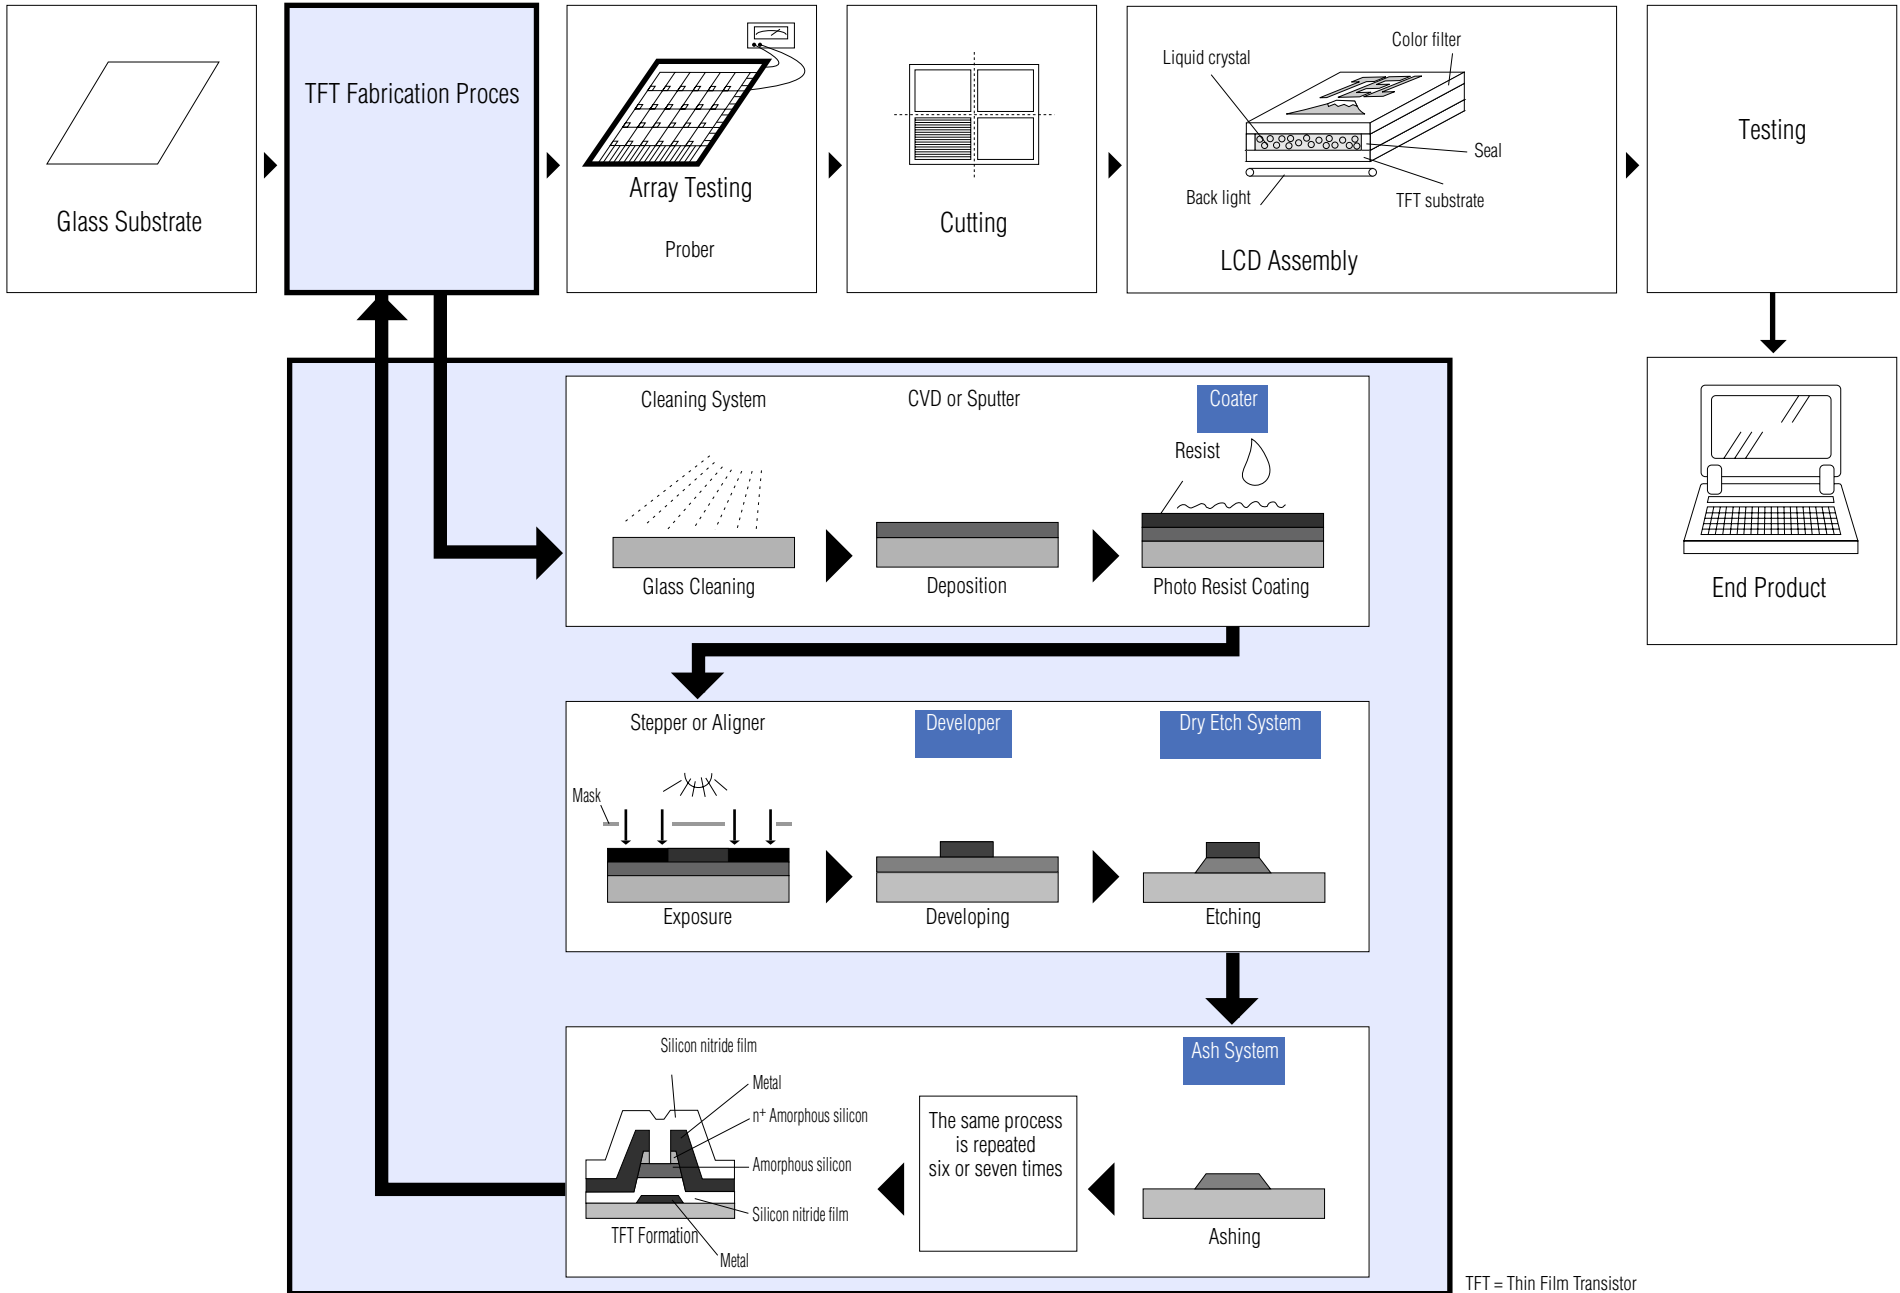 Glass Substrate
TFT Fabrication Proces
Array Testing
Prober
Cutting
Liquid crystal
Color filter
Seal
TFT substrate
Back light
LCD Assembly
Testing
End Product
Cleaning System
Glass Cleaning
CVD or Sputter
Deposition
Coater
Resist
Photo Resist Coating
Stepper or Aligner
Mask
Exposure
Developer
Developing
Dry Etch System
Etching
Ash System
Ashing
The same process
is repeated
six or seven times
Silicon nitride film
Metal
n⁺ Amorphous silicon
Amorphous silicon
Silicon nitride film
TFT Formation
Metal
TFT = Thin Film Transistor